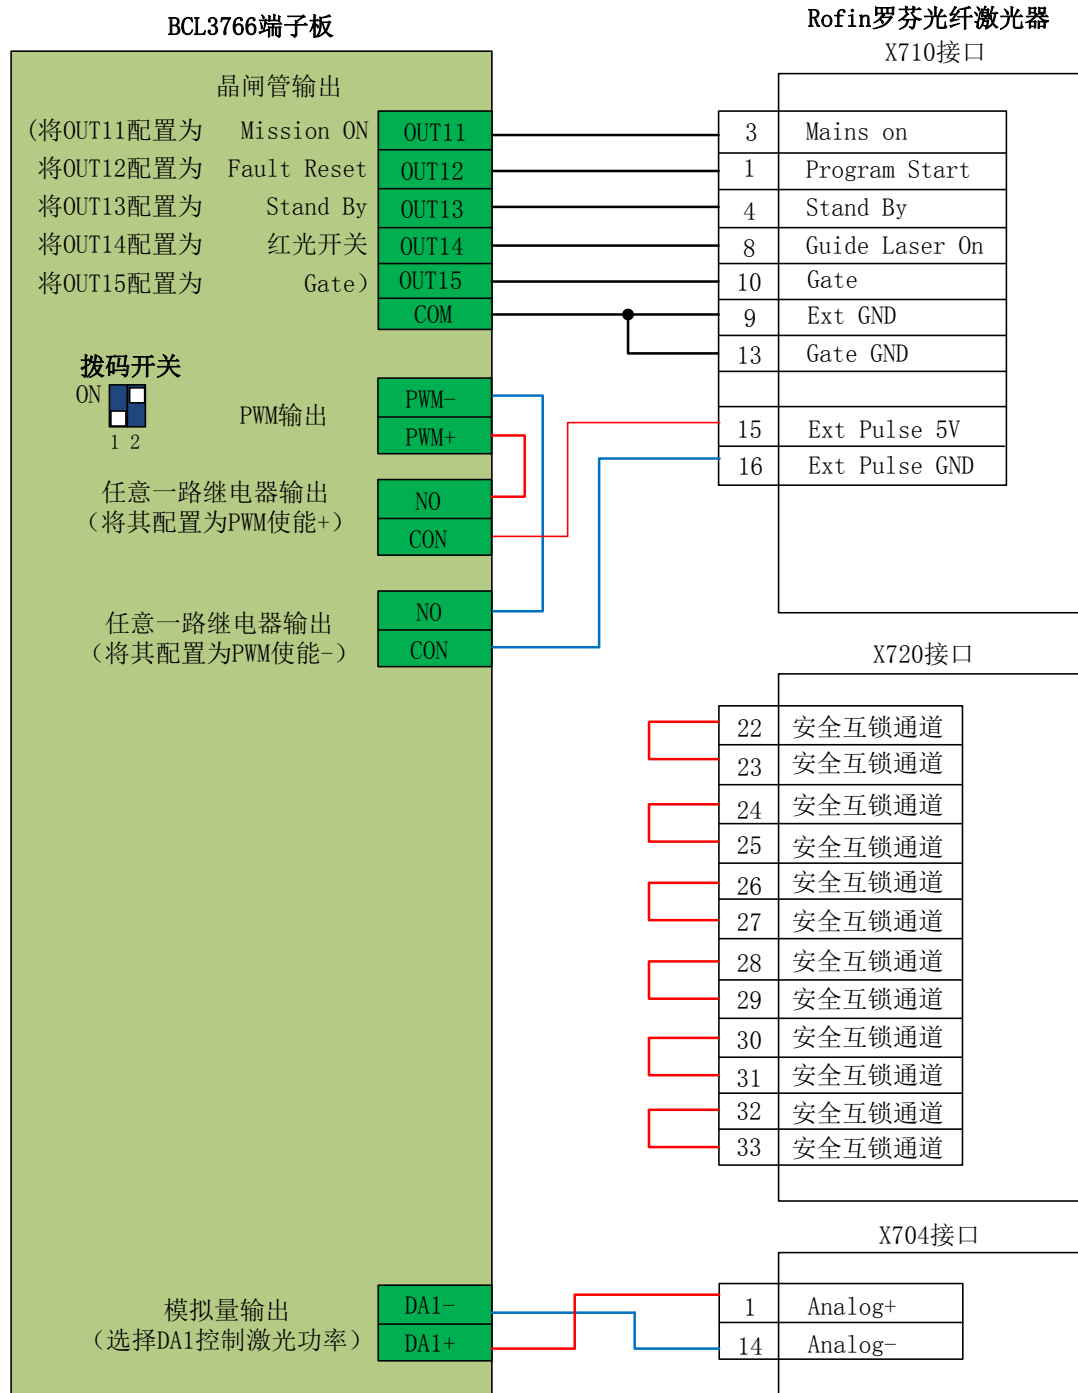 BCL3766端子板
Rofin罗芬光纤激光器
X710接口
晶闸管输出
(将OUT11配置为 Mission ON OUT11 3 Mains on
将OUT12配置为 Fault Reset OUT12 1 Program Start
将OUT13配置为 Stand By OUT13 4 Stand By
将OUT14配置为 红光开关 OUT14 8 Guide Laser On
将OUT15配置为 Gate) OUT15 10 Gate
COM 9 Ext GND
13 Gate GND
拨码开关
ON
1 2
PWM输出
PWM-
PWM+
15 Ext Pulse 5V
16 Ext Pulse GND
任意一路继电器输出
(将其配置为PWM使能+)
NO
CON
任意一路继电器输出
(将其配置为PWM使能-)
NO
CON
X720接口
22 安全互锁通道
23 安全互锁通道
24 安全互锁通道
25 安全互锁通道
26 安全互锁通道
27 安全互锁通道
28 安全互锁通道
29 安全互锁通道
30 安全互锁通道
31 安全互锁通道
32 安全互锁通道
33 安全互锁通道
X704接口
模拟量输出
(选择DA1控制激光功率)
DA1-
DA1+
1 Analog+
14 Analog-